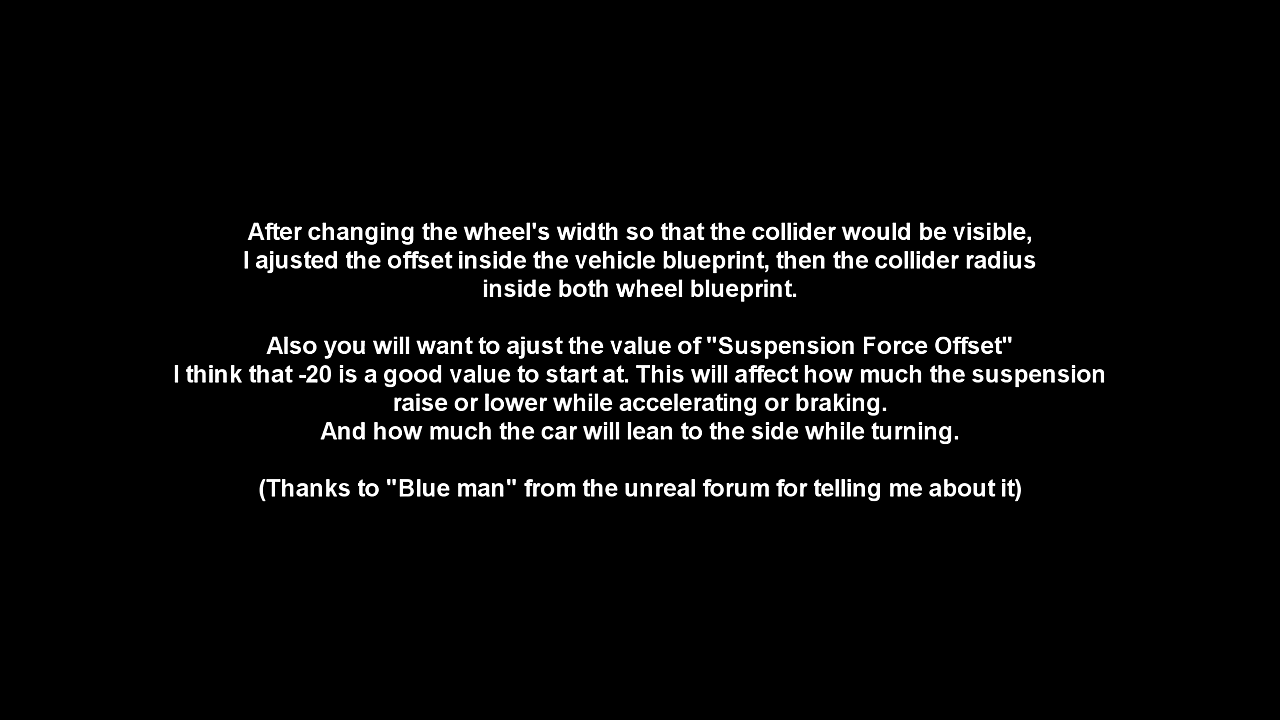 After changing the wheel's width so that the collider would be visible,
I ajusted the offset inside the vehicle blueprint, then the collider radius
inside both wheel blueprint.
Also you will want to ajust the value of "Suspension Force Offset"
I think that -20 is a good value to start at. This will affect how much the suspension
raise or lower while accelerating or braking.
And how much the car will lean to the side while turning.
(Thanks to "Blue man" from the unreal forum for telling me about it)